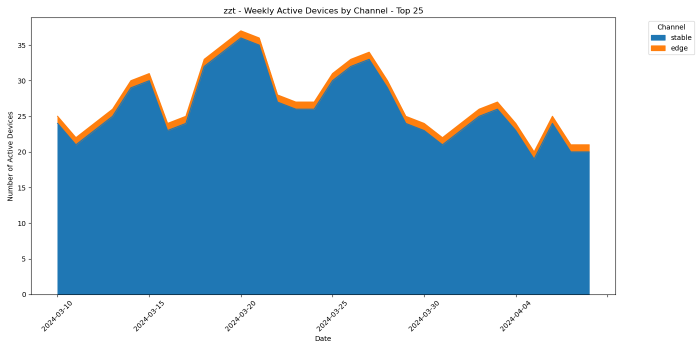 zzt - Weekly Active Devices by Channel - Top 25
Channel
stable
edge
Number of Active Devices
35
30
25
20
15
10
5
0
2024-03-10
2024-03-15
2024-03-20
2024-03-25
2024-03-30
2024-04-04
Date